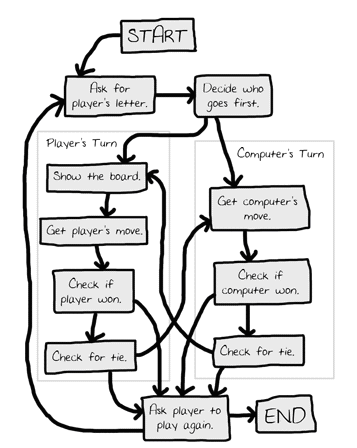 START
Ask for
player's letter.
Decide who
goes first.
Player's Turn
Computer's Turn
Show the board.
Get player's move.
Check if
player won.
Check for tie.
Get computer's
move.
Check if
computer won.
Check for tie.
Ask player to
play again.
END